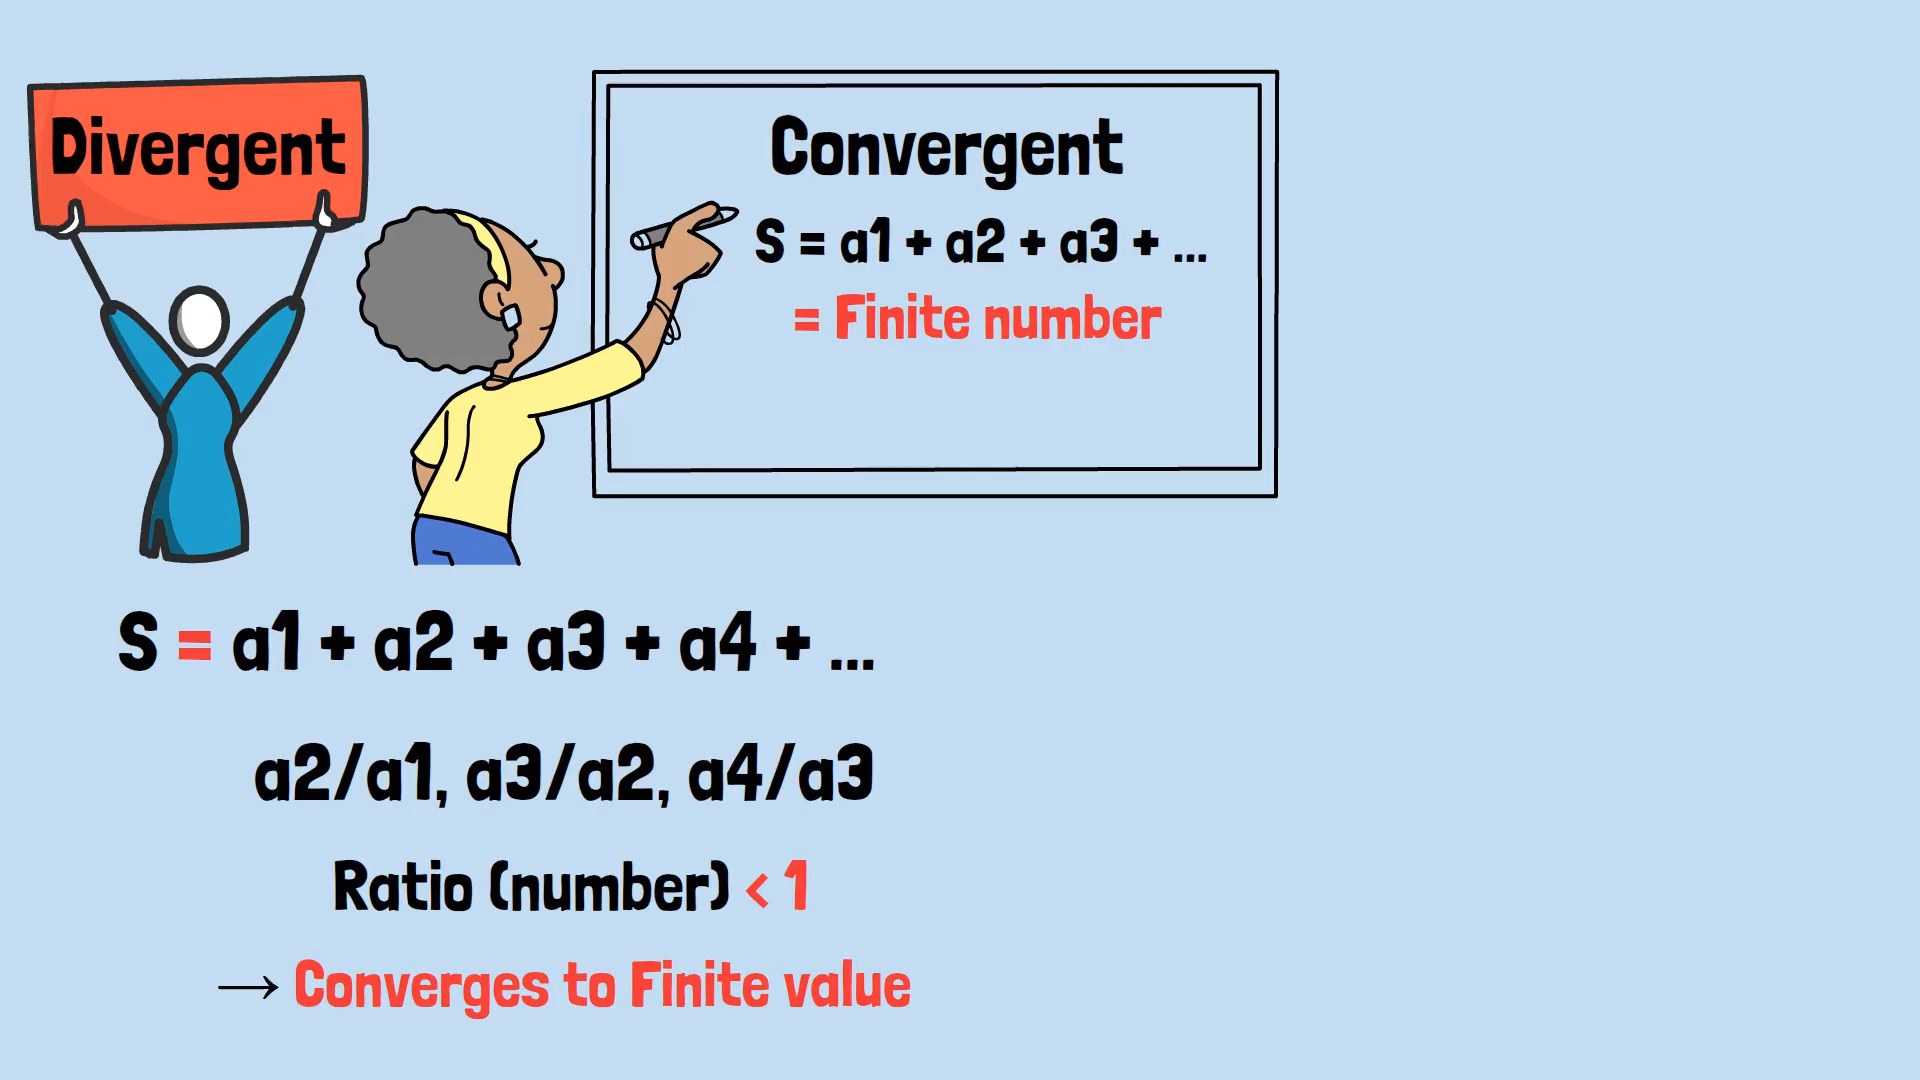 Divergent
Convergent
S = a1 + a2 + a3 + ...
= Finite number
S = a1 + a2 + a3 + a4 + ...
a2/a1, a3/a2, a4/a3
Ratio (number) < 1
→ Converges to Finite value